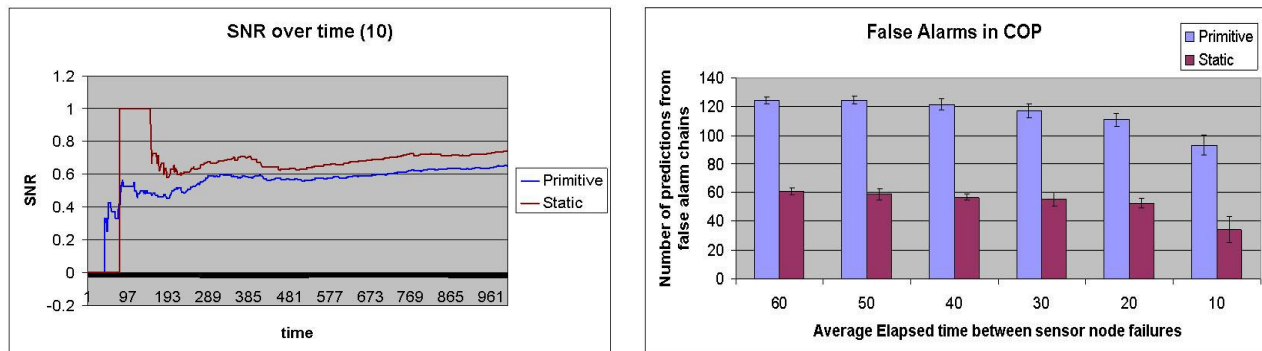 SNR over time (10)
1.2
1
0.8
0.6
0.4
0.2
0
-0.2
SNR
1 97 193 289 385 481 577 673 769 865 961
time
Primitive
Static
False Alarms in COP
Primitive
Static
Number of predictions from
false alarm chains
140
120
100
80
60
40
20
0
60 50 40 30 20 10
Average Elapsed time between sensor node failures